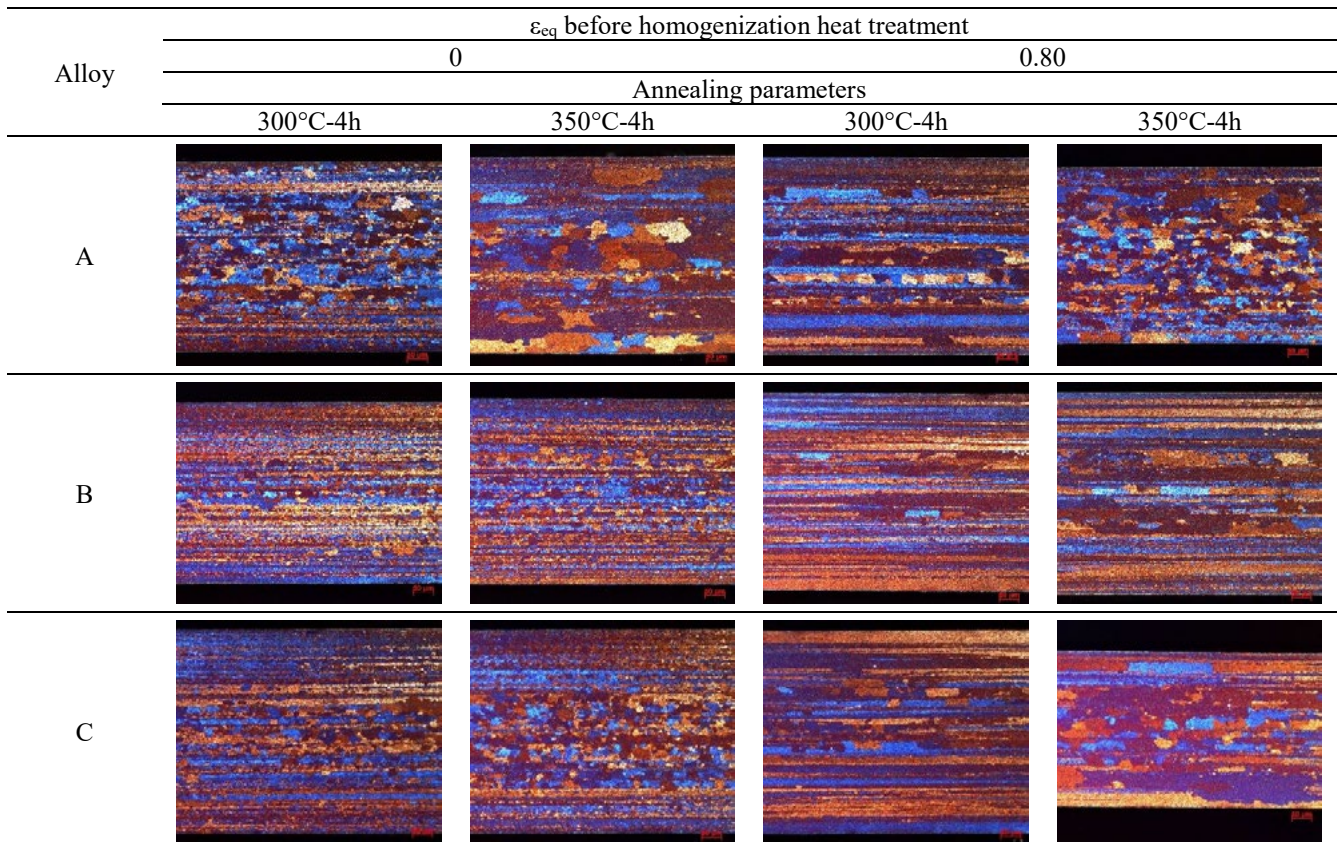 Alloy
εeq before homogenization heat treatment
0 0.80
Annealing parameters
300°C-4h 350°C-4h 300°C-4h 350°C-4h
A
B
C